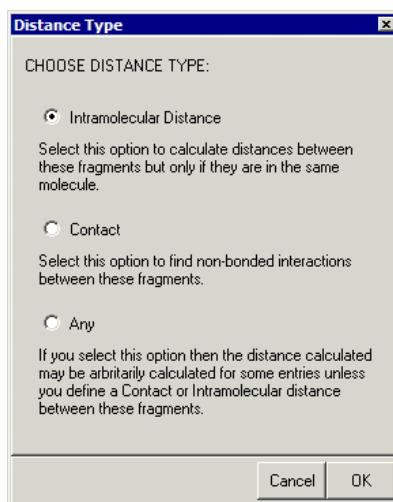 Distance Type
CHOOSE DISTANCE TYPE:
Intramolecular Distance
Select this option to calculate distances between
these fragments but only if they are in the same
molecule.
Contact
Select this option to find non-bonded interactions
between these fragments.
Any
If you select this option then the distance calculated
may be arbritarily calculated for some entries unless
you define a Contact or Intramolecular distance
between these fragments.
Cancel OK